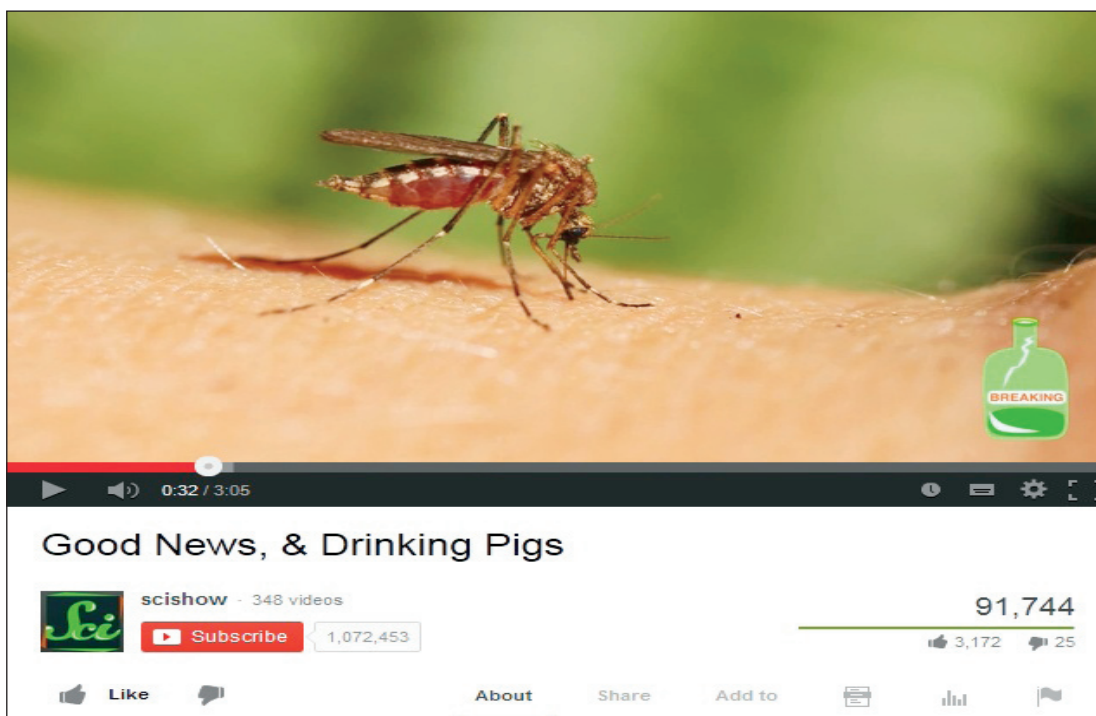 BREAKING
0:32 / 3:05
Good News, & Drinking Pigs
Sci
scishow - 348 videos
Subscribe 1,072,453
91,744
3,172 25
Like About Share Add to